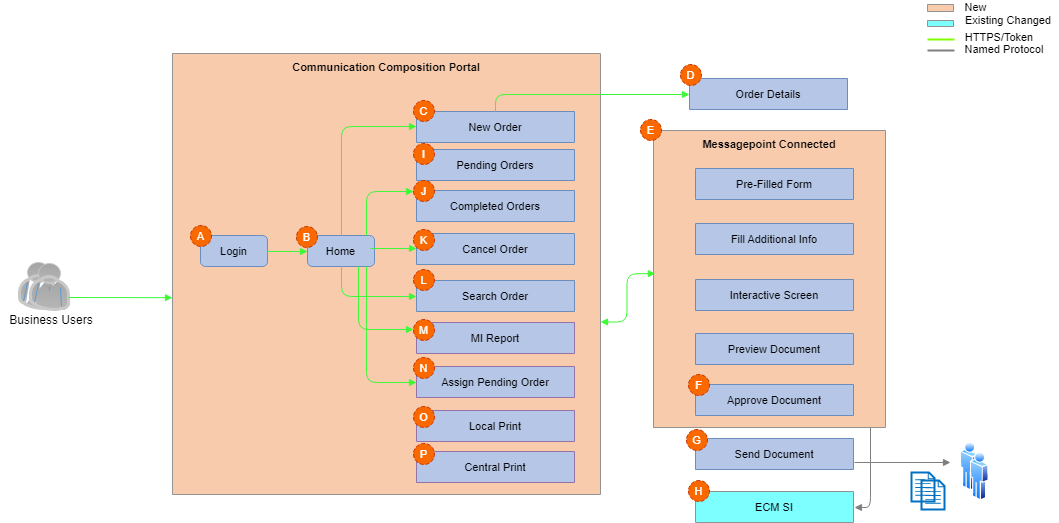 New
Existing Changed
HTTPS/Token
Named Protocol
Communication Composition Portal
D
Order Details
C
New Order
E
Messagepoint Connected
I
Pending Orders
Pre-Filled Form
J
Completed Orders
A
Login
B
Home
K
Cancel Order
Fill Additional Info
L
Search Order
Interactive Screen
Business Users
M
MI Report
Preview Document
N
Assign Pending Order
F
Approve Document
O
Local Print
G
Send Document
P
Central Print
H
ECM SI